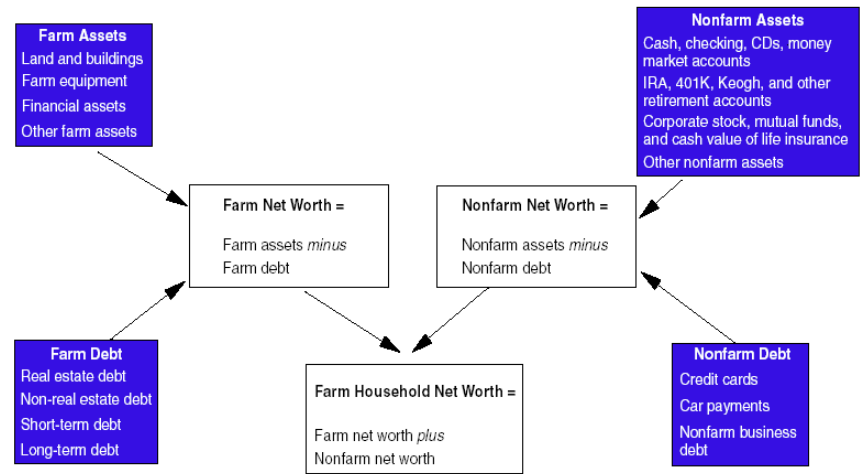 Farm Assets
Land and buildings
Farm equipment
Financial assets
Other farm assets
Nonfarm Assets
Cash, checking, CDs, money
market accounts
IRA, 401K, Keogh, and other
retirement accounts
Corporate stock, mutual funds,
and cash value of life insurance
Other nonfarm assets
Farm Net Worth =
Farm assets minus
Farm debt
Nonfarm Net Worth =
Nonfarm assets minus
Nonfarm debt
Farm Debt
Real estate debt
Non-real estate debt
Short-term debt
Long-term debt
Farm Household Net Worth =
Farm net worth plus
Nonfarm net worth
Nonfarm Debt
Credit cards
Car payments
Nonfarm business
debt